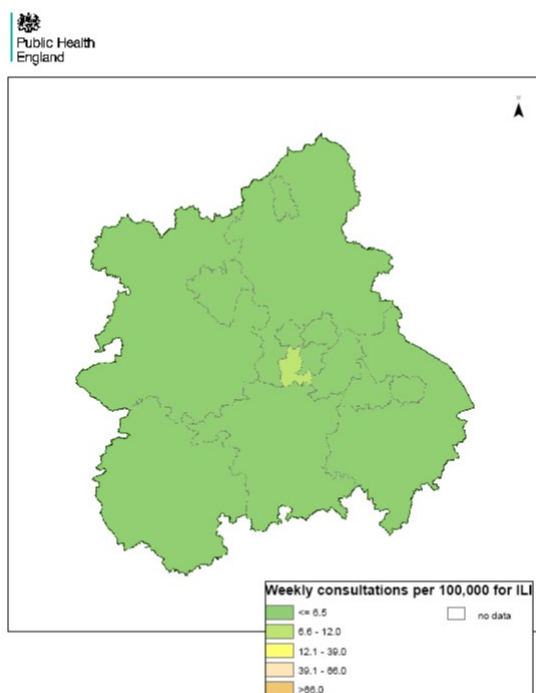 Public Health
England
Weekly consultations per 100,000 for ILI
<= 6.5
no data
6.6 - 12.0
12.1 - 39.0
39.1 - 66.0
>66.0